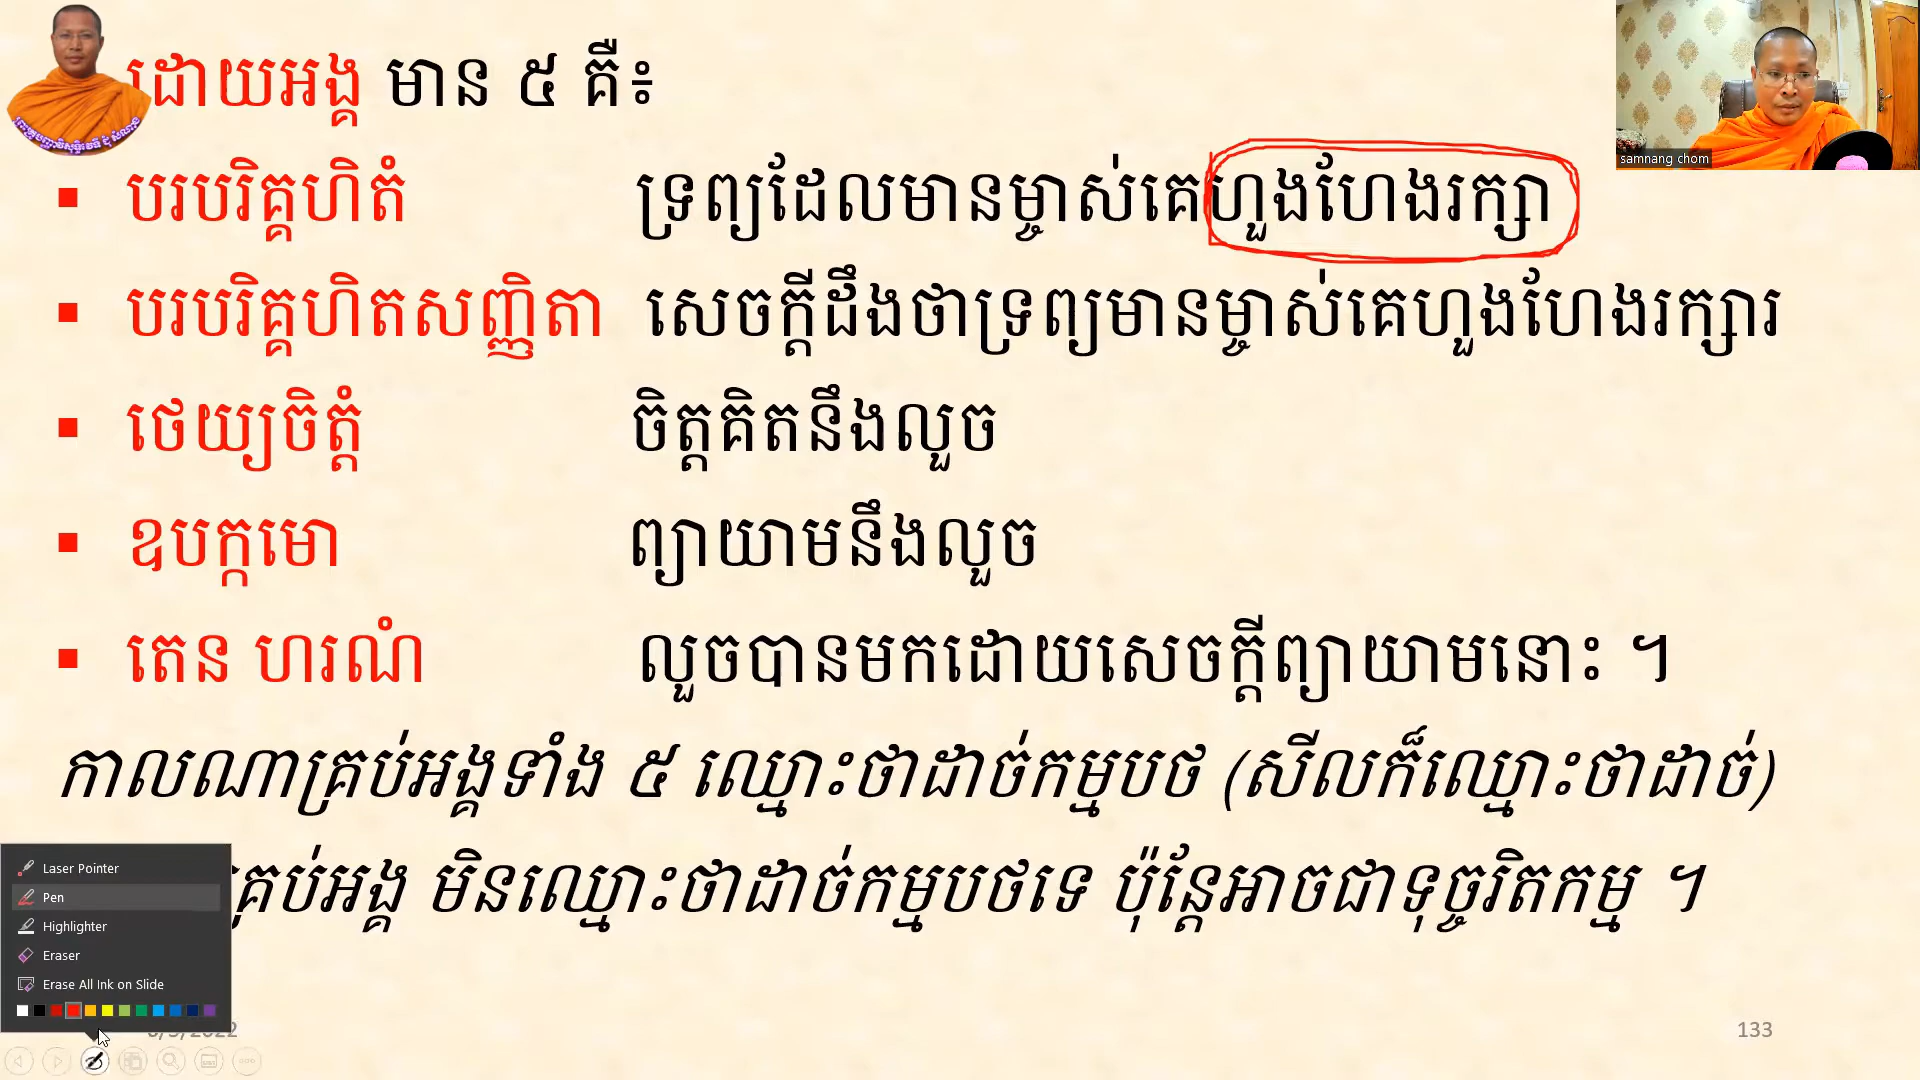 ដោយអង្គ មាន ៥ គឺ៖
samnang chom
▪ បរបរិគ្គហិតំ ទ្រព្យដែលមានម្ចាស់គេហួងហែងរក្សា
▪ បរបរិគ្គហិតសញ្ញិតា សេចក្តីដឹងថាទ្រព្យមានម្ចាស់គេហួងហែងរក្សារ
▪ ថេយ្យចិត្តំ ចិត្តគិតនឹងលួច
▪ ឧបក្កមោ ព្យាយាមនឹងលួច
▪ តេន ហរណំ លួចបានមកដោយសេចក្តីព្យាយាមនោះ ។
កាលណាគ្រប់អង្គទាំង ៥ ឈ្មោះថាដាច់កម្មបថ (សីលក៏ឈ្មោះថាដាច់)
គ្រប់អង្គ មិនឈ្មោះថាដាច់កម្មបថទេ ប៉ុន្តែអាចជាទុច្ចរិតកម្ម ។
Laser Pointer
Pen
Highlighter
Eraser
Erase All Ink on Slide
133